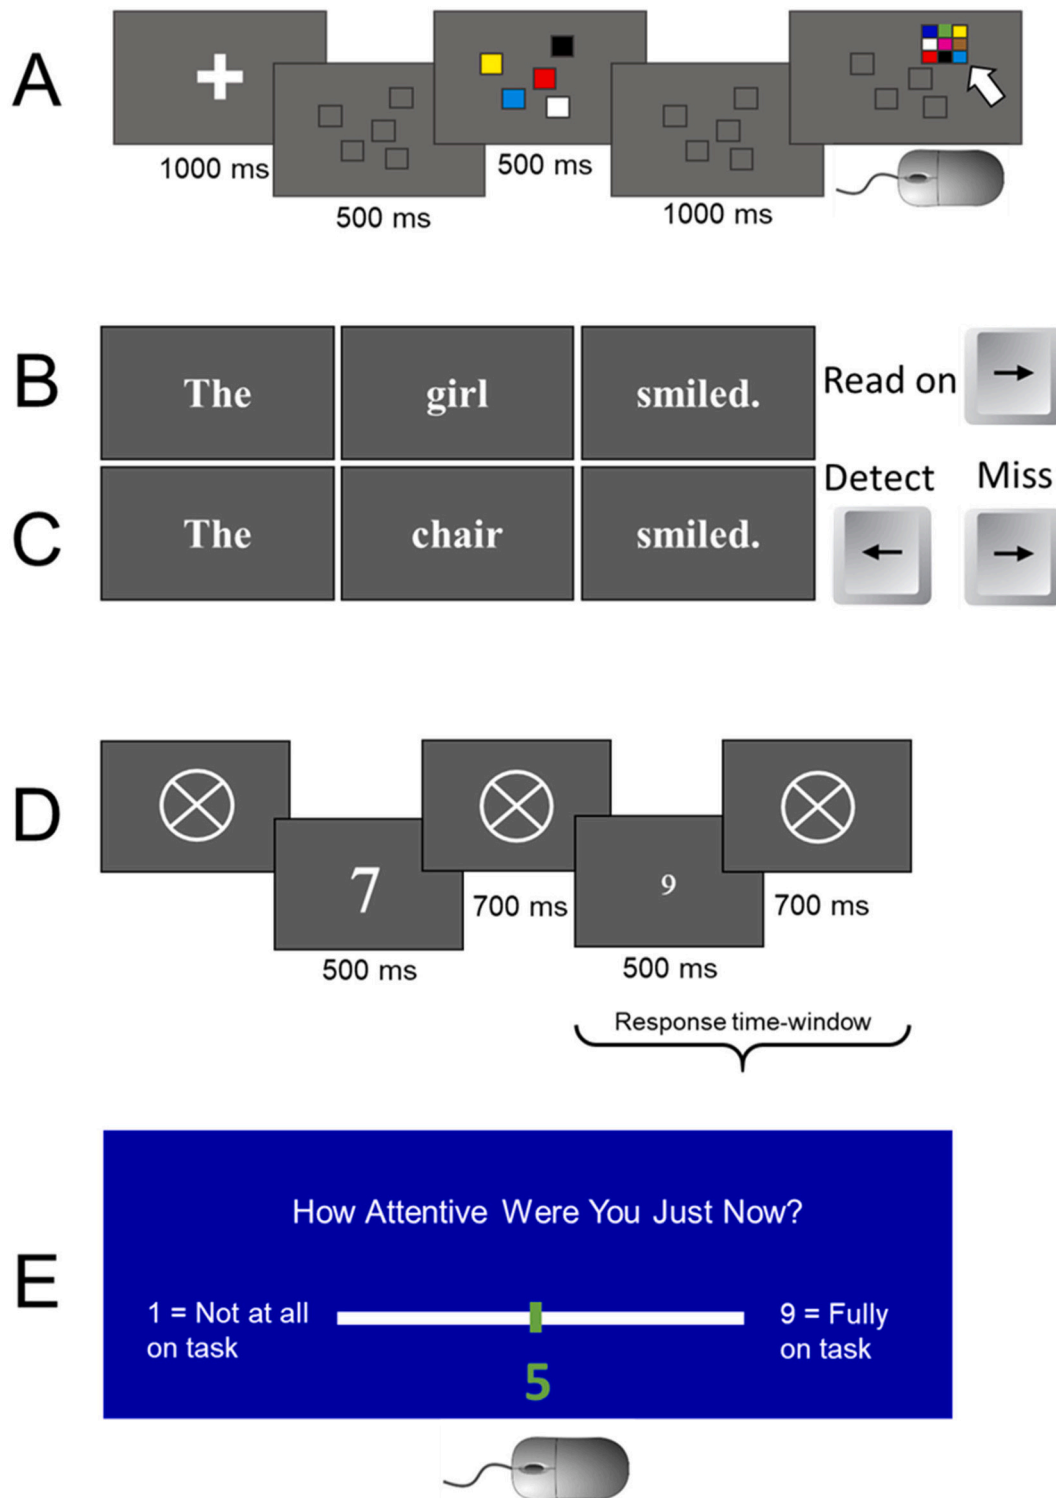 A
1000 ms
500 ms
500 ms
1000 ms
B
The
girl
smiled.
Read on
→
C
The
chair
smiled.
Detect
Miss
←
→
D
7
9
500 ms
700 ms
500 ms
700 ms
Response time-window
E
How Attentive Were You Just Now?
1 = Not at all
on task
9 = Fully
on task
5